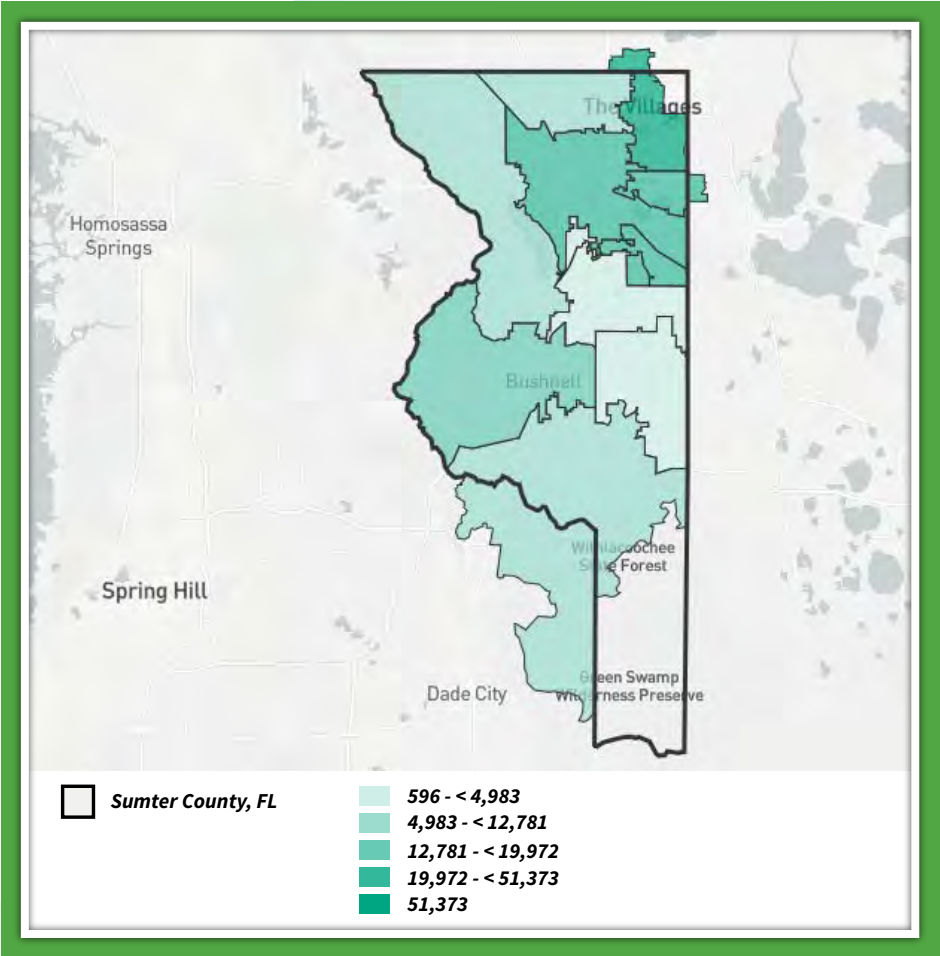 The Villages
Homosassa
Springs
Bushnell
Withlacoochee
State Forest
Spring Hill
Green Swamp
Wilderness Preserve
Dade City
Sumter County, FL
596 - < 4,983
4,983 - < 12,781
12,781 - < 19,972
19,972 - < 51,373
51,373